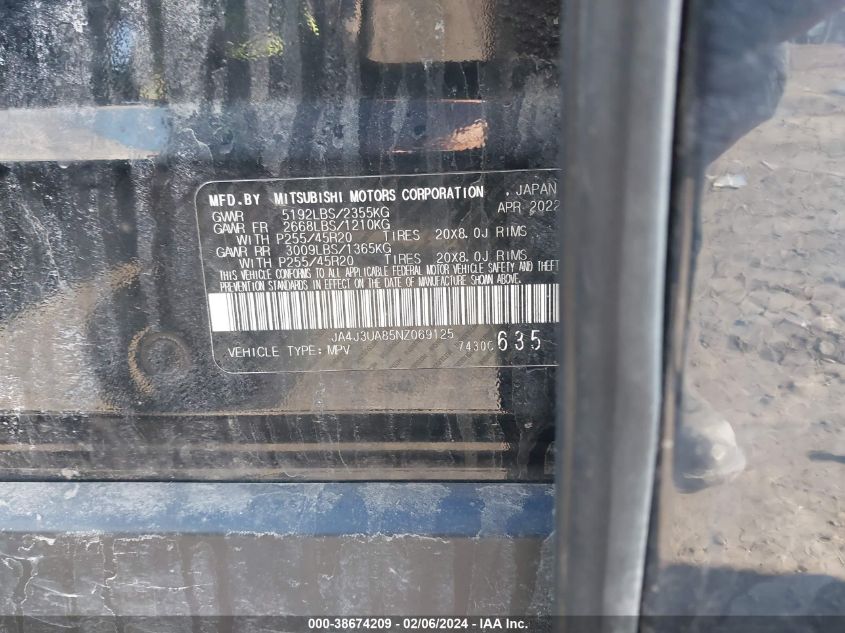 MFD.BY MITSUBISHI MOTORS CORPORATION , JAPAN
GVWR 5192LBS/2355KG APR 2022
GAWR FR 2668LBS/1210KG
WITH P255/45R20 TIRES 20X8.0J RIMS
GAWR RR 3009LBS/1365KG
WITH P255/45R20 TIRES 20X8.0J RIMS
THIS VEHICLE CONFORMS TO ALL APPLICABLE FEDERAL MOTOR VEHICLE SAFETY AND THEFT
PREVENTION STANDARDS IN EFFECT ON THE DATE OF MANUFACTURE SHOWN ABOVE.
JA4J3UA85NZ069125
VEHICLE TYPE: MPV 7430C 635
000-38674209 - 02/06/2024 - IAA Inc.